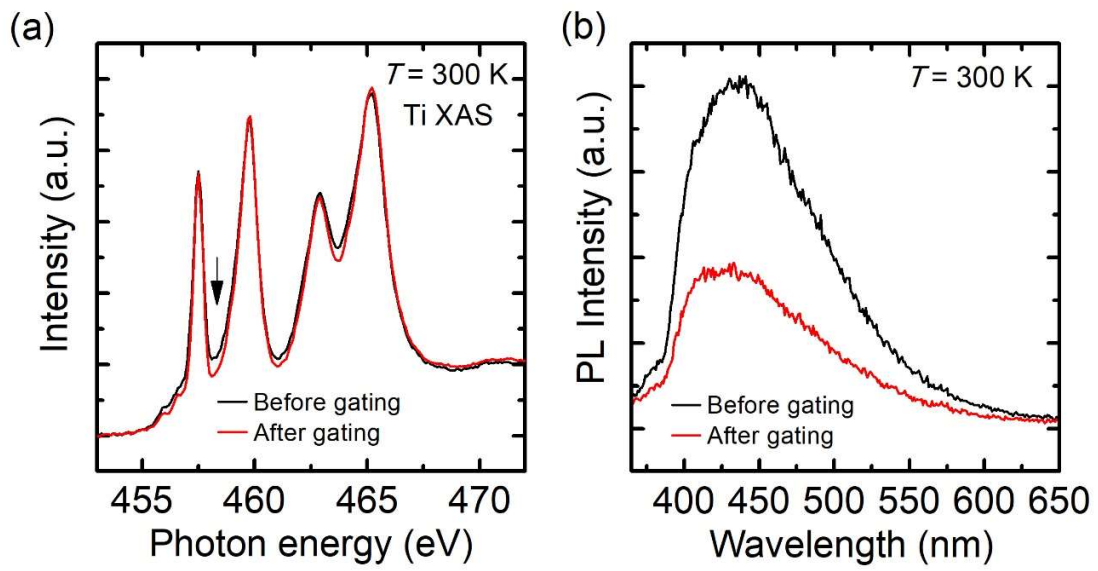 (a)
T = 300 K
Ti XAS
Intensity (a.u.)
Before gating
After gating
455 460 465 470
Photon energy (eV)
(b)
T = 300 K
PL Intensity (a.u.)
Before gating
After gating
400 450 500 550 600 650
Wavelength (nm)